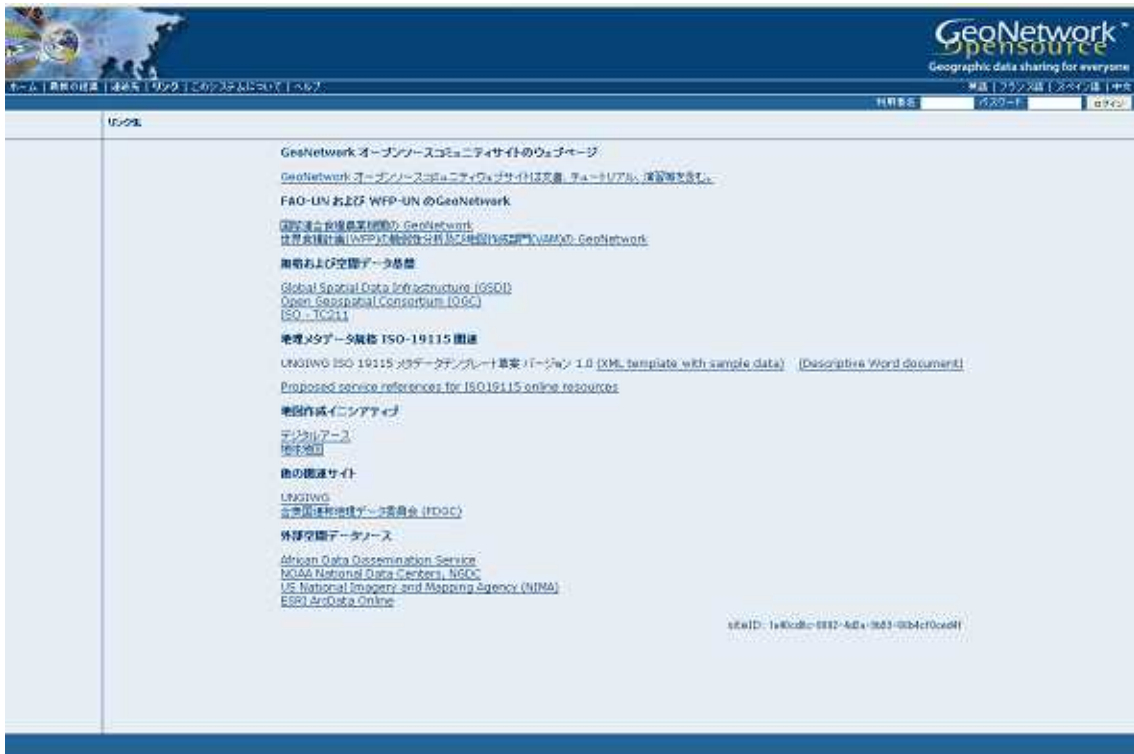 GeoNetwork
Opensource
Geographic data sharing for everyone
ホーム | 最新の | 連絡先 | リンク | このシステムについて | ヘルプ
英語 | フランス語 | スペイン語 | 中文
利用者名 パスワード ログイン
リンク集
GeoNetwork オープンソースコミュニティサイトのウェブページ
GeoNetwork オープンソースコミュニティウェブサイトは文書、チュートリアル、演習等を含む。
FAO-UN および WFP-UN のGeoNetwork
国際連合食糧農業機関の GeoNetwork
世界食糧計画(WFP)の脆弱性分析及び地図作成部門(VAM)の GeoNetwork
規格および空間データ基盤
Global Spatial Data Infrastructure (GSDI)
Open Geospatial Consortium (OGC)
ISO - TC211
地理メタデータ規格 ISO-19115 関連
UNGIWG ISO 19115 メタデータテンプレート草案 バージョン 1.0 (XML template with sample data) (Descriptive Word document)
Proposed service references for ISO19115 online resources
地図作成イニシアティブ
デジタルアース
地球地図
他の関連サイト
UNGIWG
合衆国連邦地理データ委員会 (FDGC)
外部空間データソース
African Data Dissemination Service
NOAA National Data Centers, NGDC
US National Imagery and Mapping Agency (NIMA)
ESRI ArcData Online
siteID: